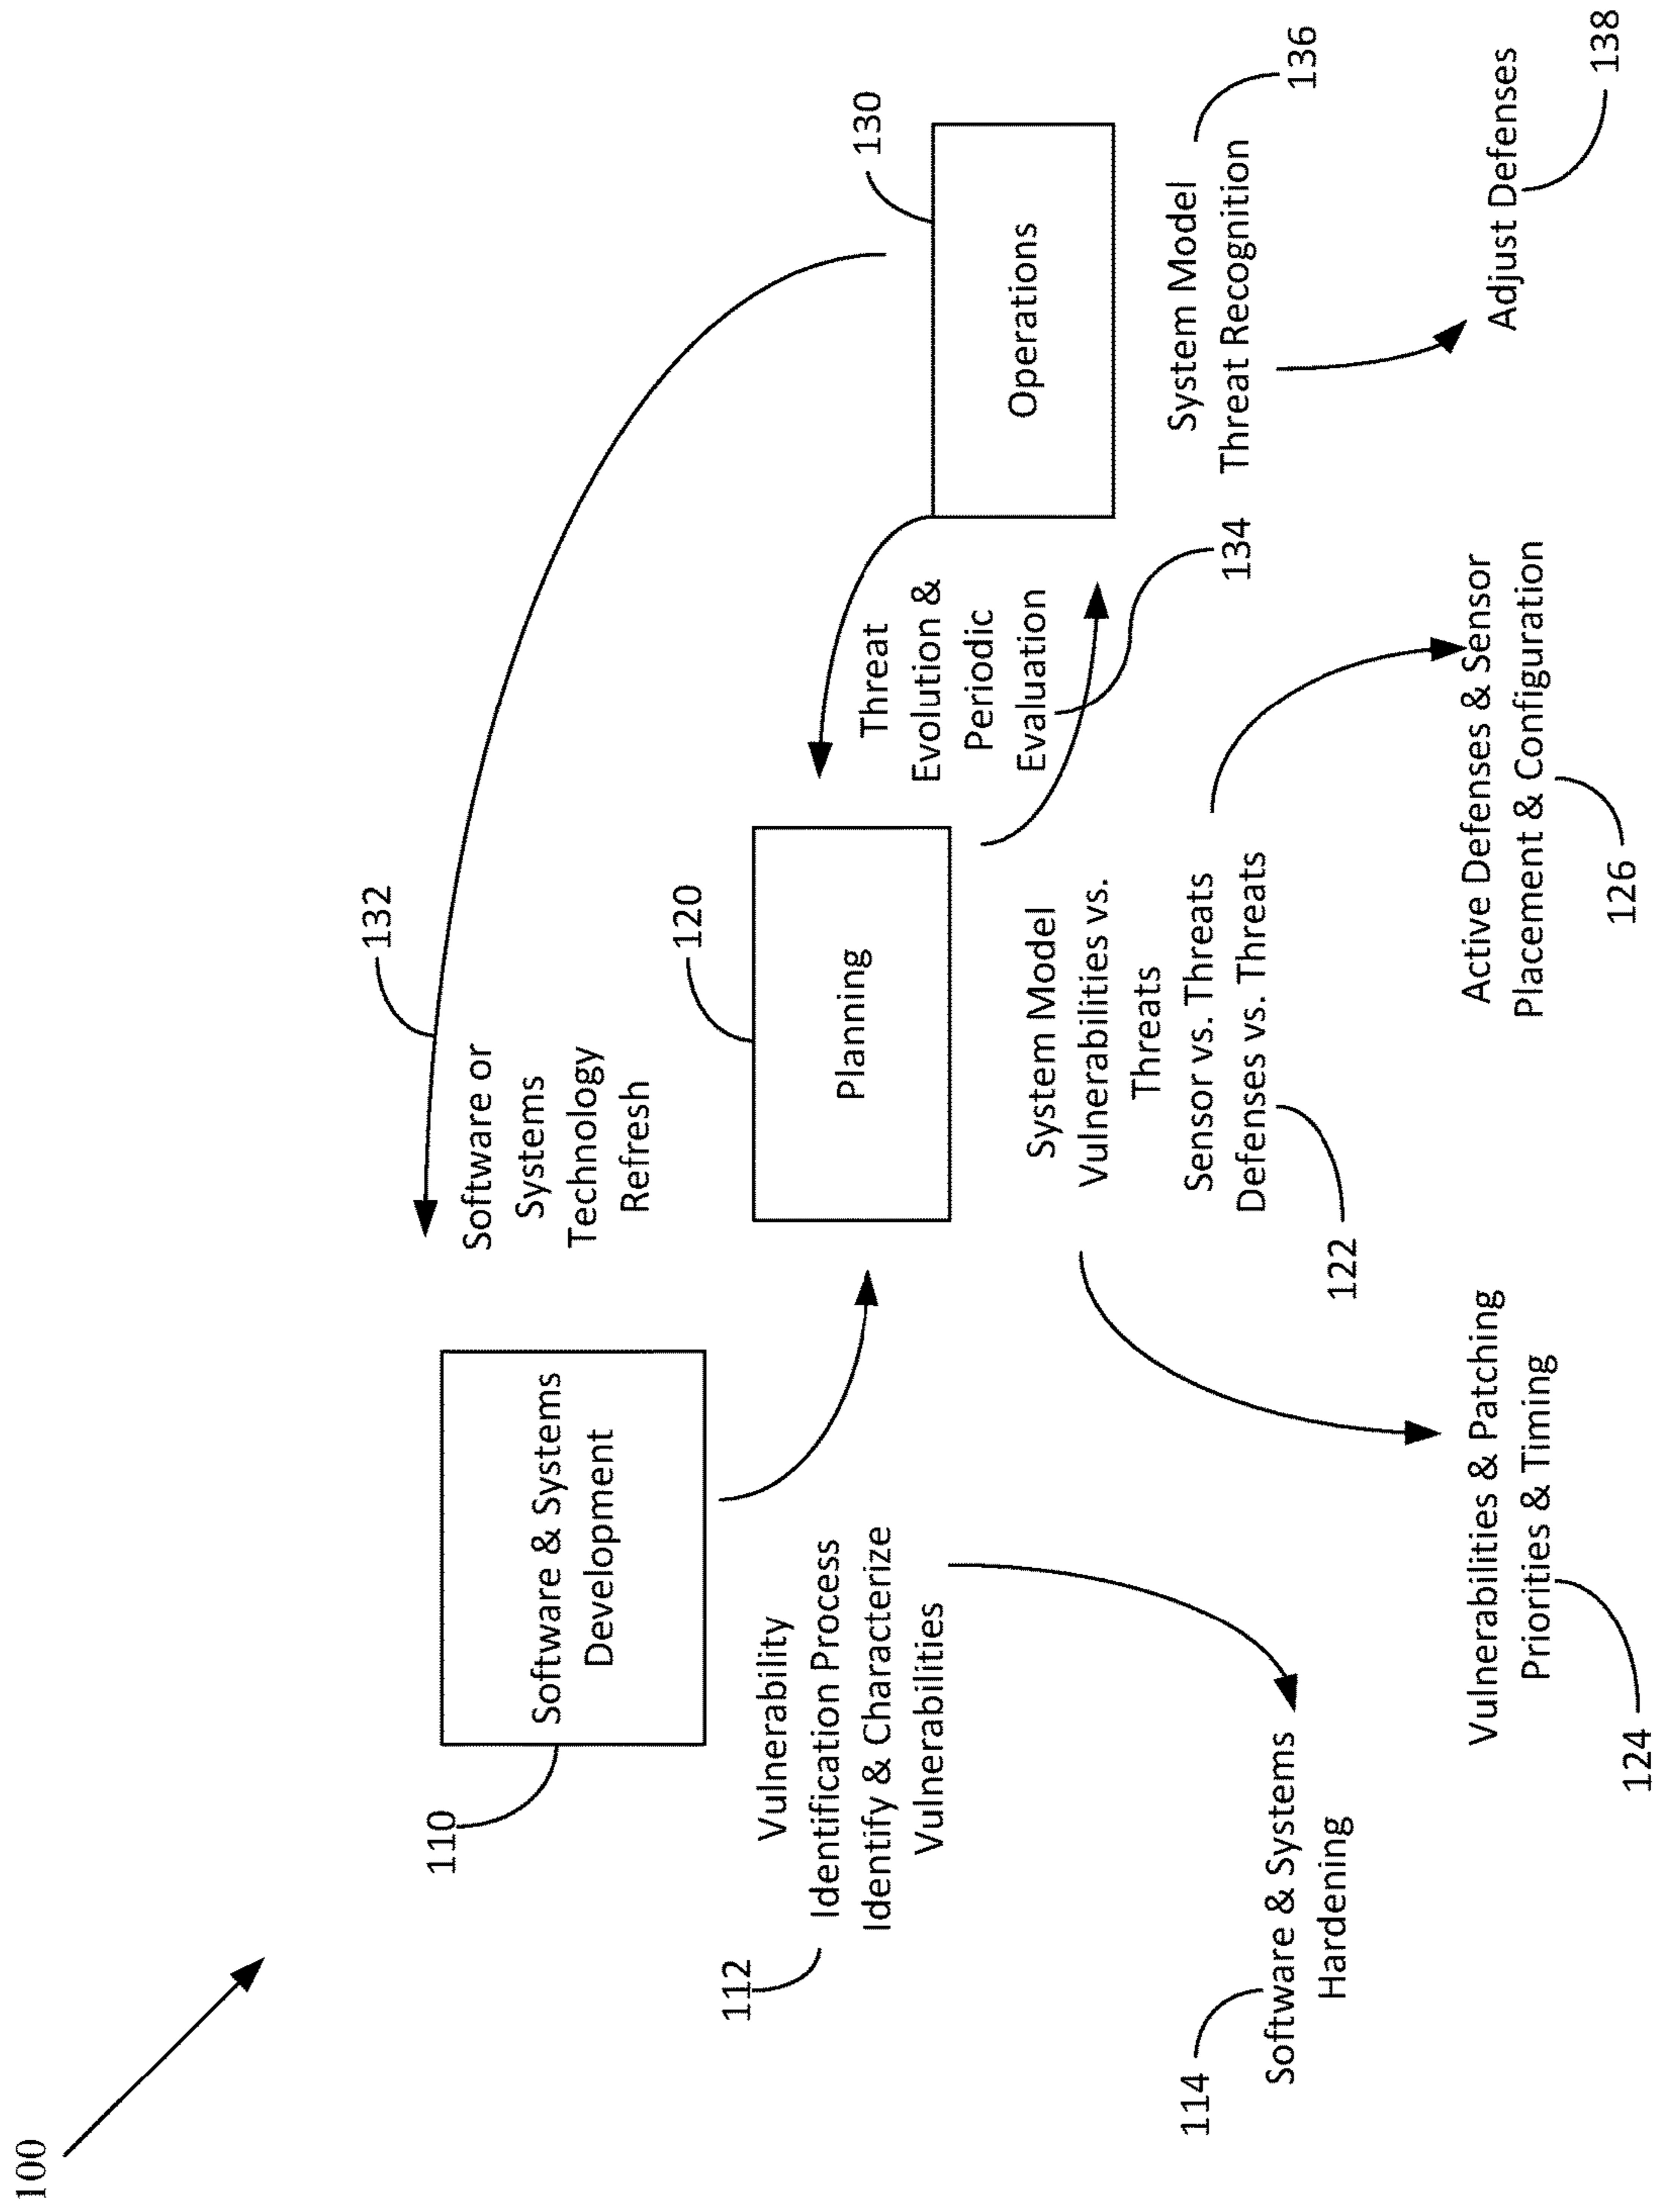 100
132
Software or
Systems
Technology
Refresh
110
Software & Systems
Development
120
Planning
130
Operations
Threat
Evolution &
Periodic
Evaluation
134
112
Vulnerability
Identification Process
Identify & Characterize
Vulnerabilities
System Model
Vulnerabilities vs.
Threats
Sensor vs. Threats
Defenses vs. Threats
122
System Model
Threat Recognition
136
114
Software & Systems
Hardening
Vulnerabilities & Patching
Priorities & Timing
124
Active Defenses & Sensor
Placement & Configuration
126
Adjust Defenses
138